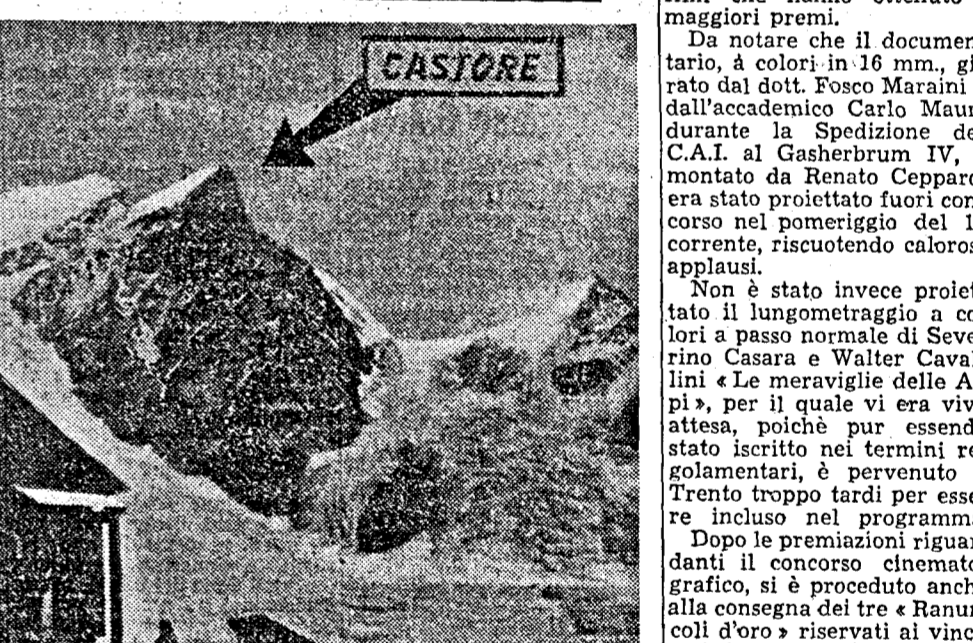 CASTORE
maggiori premi.
Da notare che il documen
tario, à colori in 16 mm., gi
rato dal dott. Fosco Maraini
dall'accademico Carlo Maur
durante la Spedizione de
C.A.I. al Gasherbrum IV,
montato da Renato Ceppar
era stato proiettato fuori con
corso nel pomeriggio del 1
corrente, riscuotendo caloros
applausi.
Non è stato invece proiet
tato il lungometraggio a co
lori a passo normale di Seve
rino Casara e Walter Caval
lini « Le meraviglie delle A
pi », per il quale vi era viv
attesa, poichè pur essend
stato iscritto nei termini re
golamentari, è pervenuto
Trento troppo tardi per esse
re incluso nel programm
Dopo le premiazioni riguar
danti il concorso cinemato
grafico, si è proceduto anch
alla consegna dei tre « Ranun
coli d'oro » riservati ai vinc